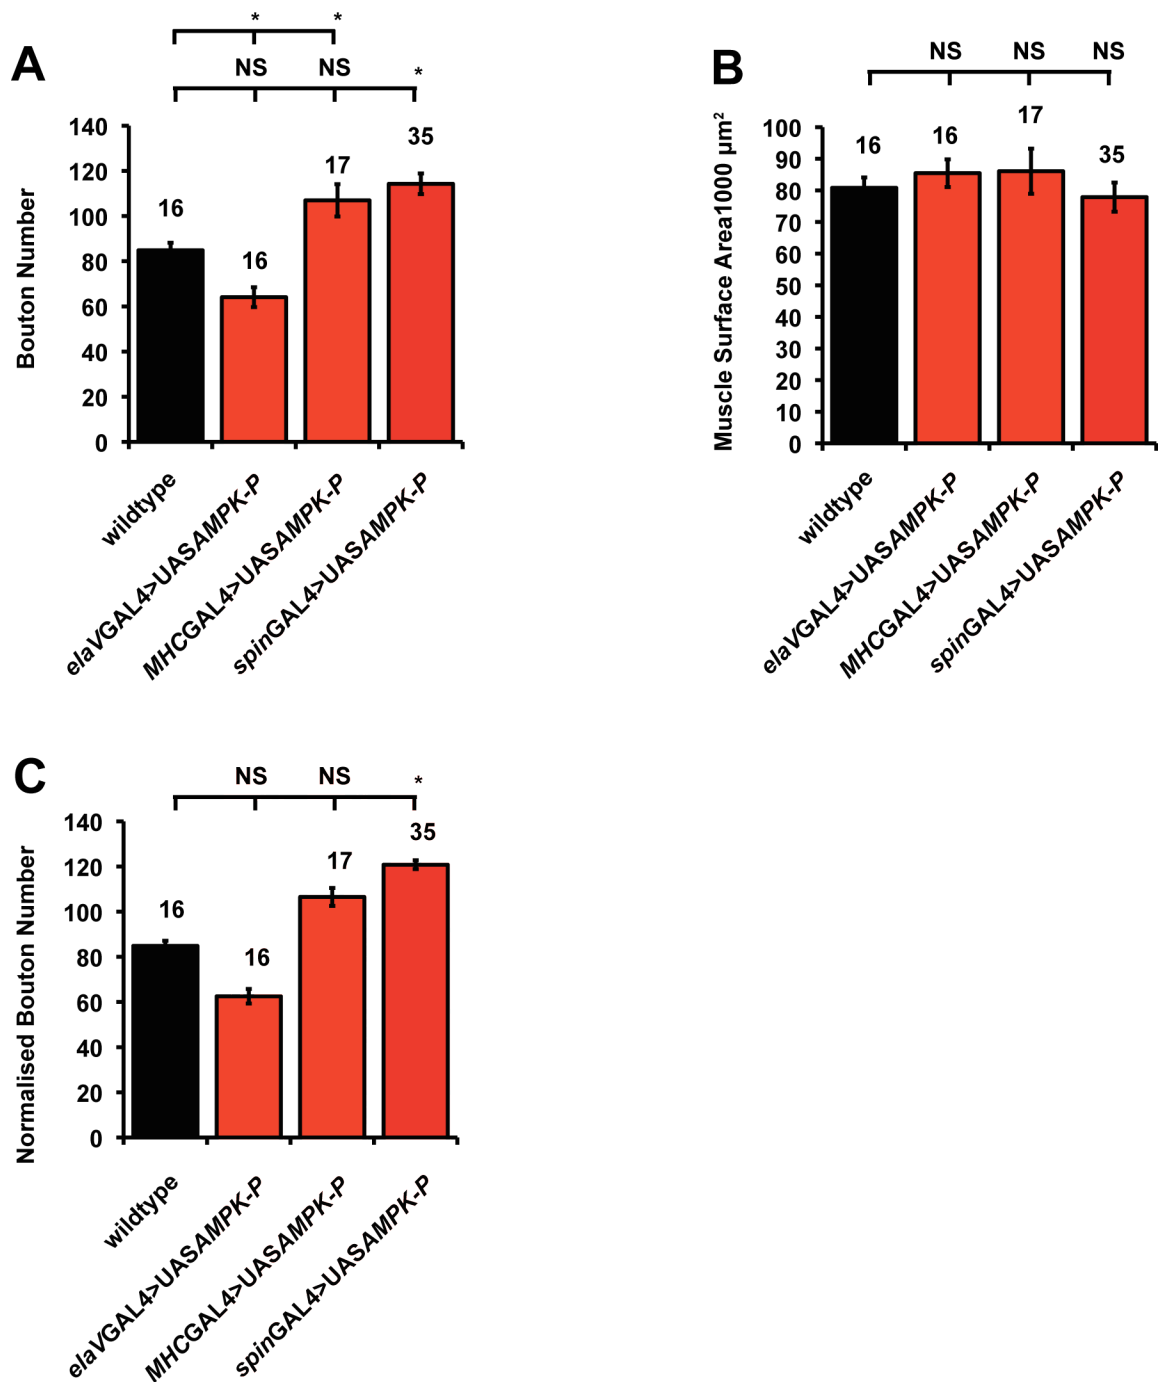 * *
A
NS NS *
Bouton Number
140
120
100
80
60
40
20
0
16
16
17
35
wildtype
elaVGAL4>UASAMPK-P
MHCGAL4>UASAMPK-P
spinGAL4>UASAMPK-P
B
NS NS NS
Muscle Surface Area1000 µm²
100
90
80
70
60
50
40
30
20
10
0
16
16
17
35
wildtype
elaVGAL4>UASAMPK-P
MHCGAL4>UASAMPK-P
spinGAL4>UASAMPK-P
C
NS NS *
Normalised Bouton Number
140
120
100
80
60
40
20
0
16
16
17
35
wildtype
elaVGAL4>UASAMPK-P
MHCGAL4>UASAMPK-P
spinGAL4>UASAMPK-P